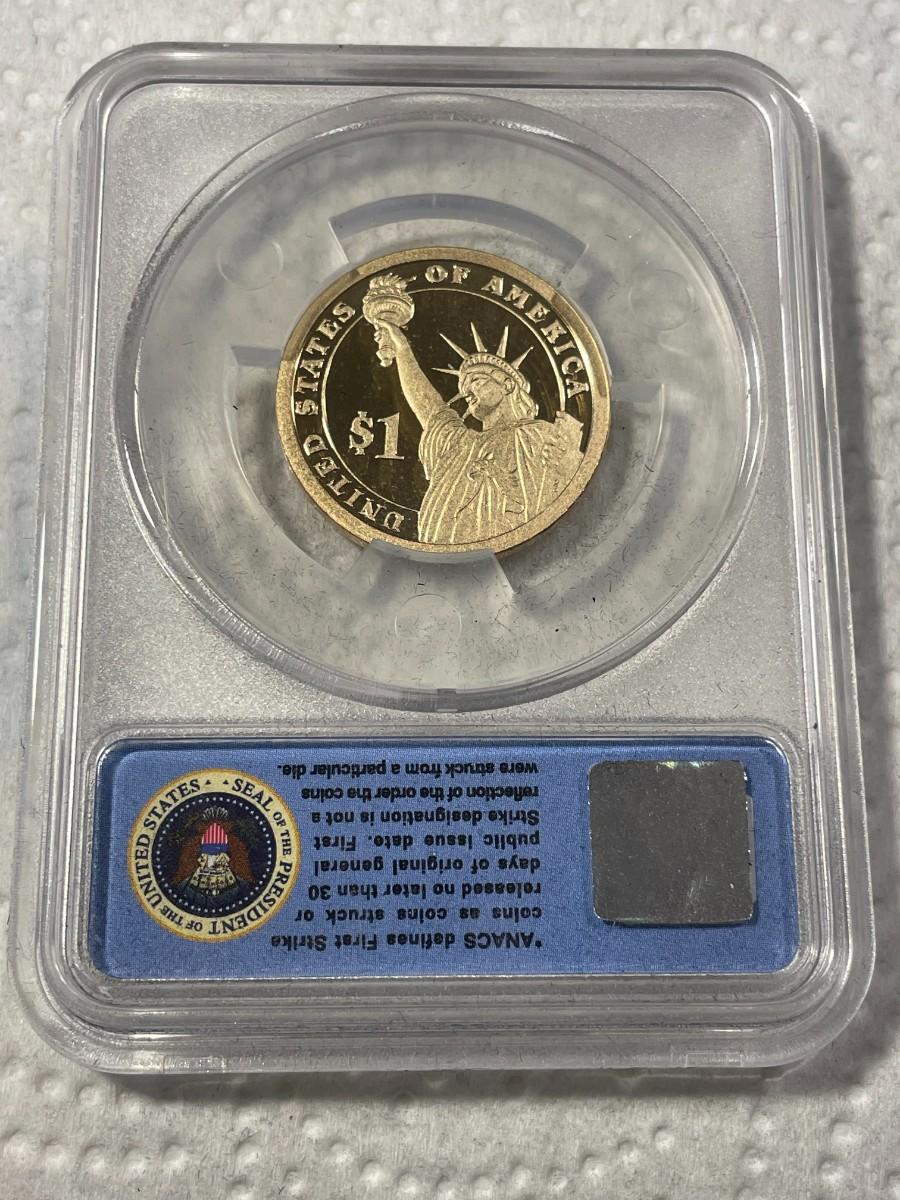 UNITED STATES OF AMERICA
$1
*ANACS defines First Strike
coins as coins struck or
released no later than 30
days of original general
public issue date. First
Strike designation is not a
reflection of the order the coins
were struck from a particular die.
SEAL OF THE PRESIDENT OF THE UNITED STATES